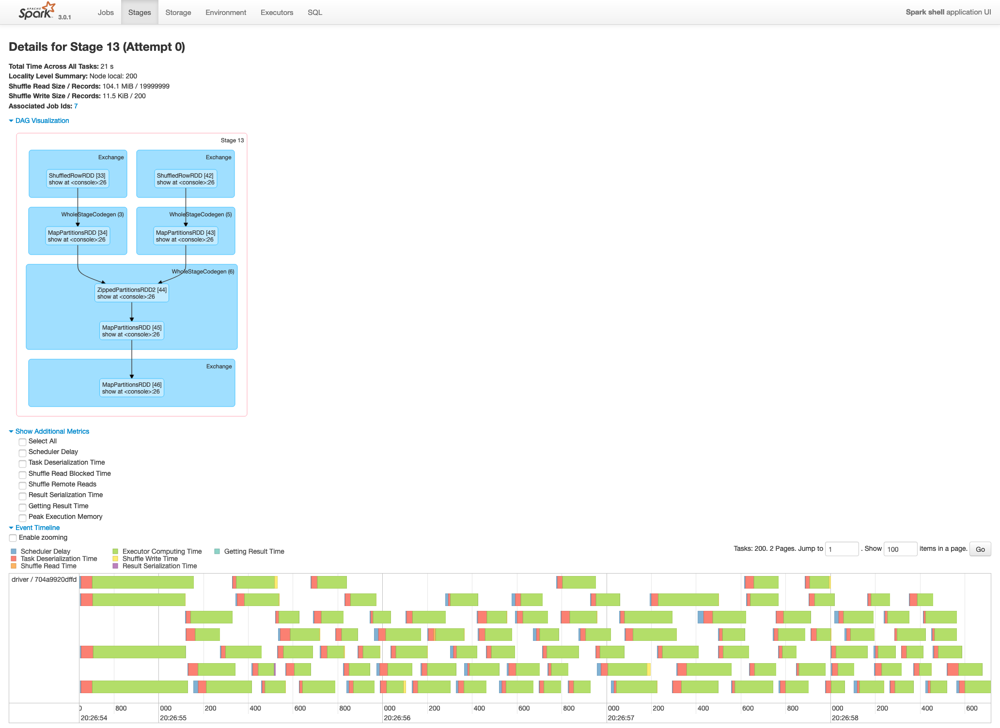 APACHE
Spark 3.0.1 Jobs Stages Storage Environment Executors SQL Spark shell application UI
Details for Stage 13 (Attempt 0)
Total Time Across All Tasks: 21 s
Locality Level Summary: Node local: 200
Shuffle Read Size / Records: 104.1 MiB / 19999999
Shuffle Write Size / Records: 11.5 KiB / 200
Associated Job Ids: 7
DAG Visualization
Stage 13
Exchange
ShuffledRowRDD [33]
show at <console>:26
Exchange
ShuffledRowRDD [42]
show at <console>:26
WholeStageCodegen (3)
MapPartitionsRDD [34]
show at <console>:26
WholeStageCodegen (5)
MapPartitionsRDD [43]
show at <console>:26
WholeStageCodegen (6)
ZippedPartitionsRDD2 [44]
show at <console>:26
MapPartitionsRDD [45]
show at <console>:26
Exchange
MapPartitionsRDD [46]
show at <console>:26
Show Additional Metrics
Select All
Scheduler Delay
Task Deserialization Time
Shuffle Read Blocked Time
Shuffle Remote Reads
Result Serialization Time
Getting Result Time
Peak Execution Memory
Event Timeline
Enable zooming
Tasks: 200. 2 Pages. Jump to 1 . Show 100 items in a page. Go
Scheduler Delay Executor Computing Time Getting Result Time
Task Deserialization Time Shuffle Write Time
Shuffle Read Time Result Serialization Time
driver / 704a9920dffd
800 000 200 400 600 800 000 200 400 600 800 000 200 400 600 800 000 200 400 600
20:26:54 20:26:55 20:26:56 20:26:57 20:26:58